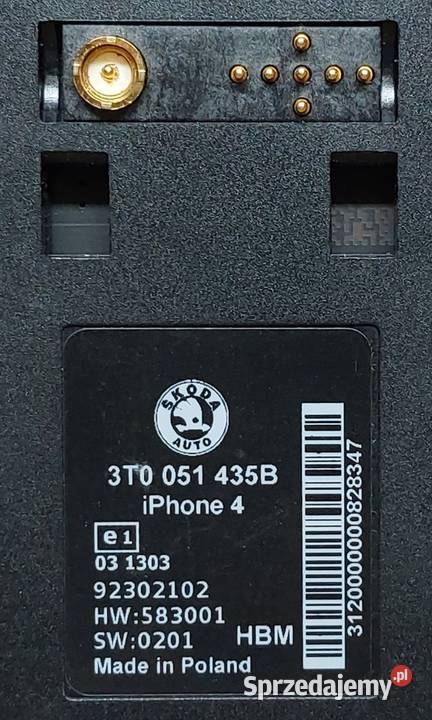 ŠKODA
AUTO
3T0 051 435B
iPhone 4
e1
03 1303
92302102
HW:583001
SW:0201
HBM
Made in Poland
3120000000828347
Sprzedajemy.pl